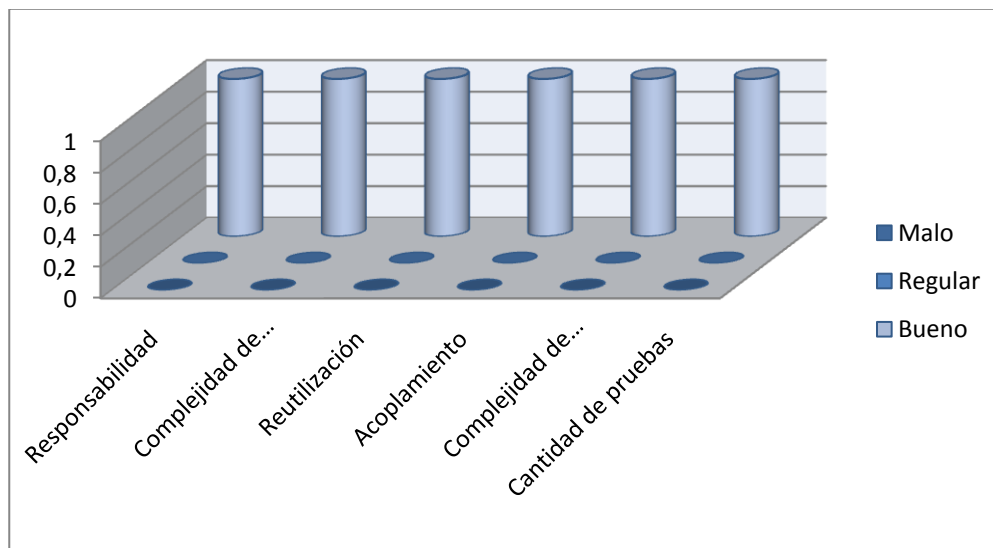 1
0,8
0,6
0,4
0,2
0
Responsabilidad
Complejidad de...
Reutilización
Acoplamiento
Complejidad de...
Cantidad de pruebas
Malo
Regular
Bueno